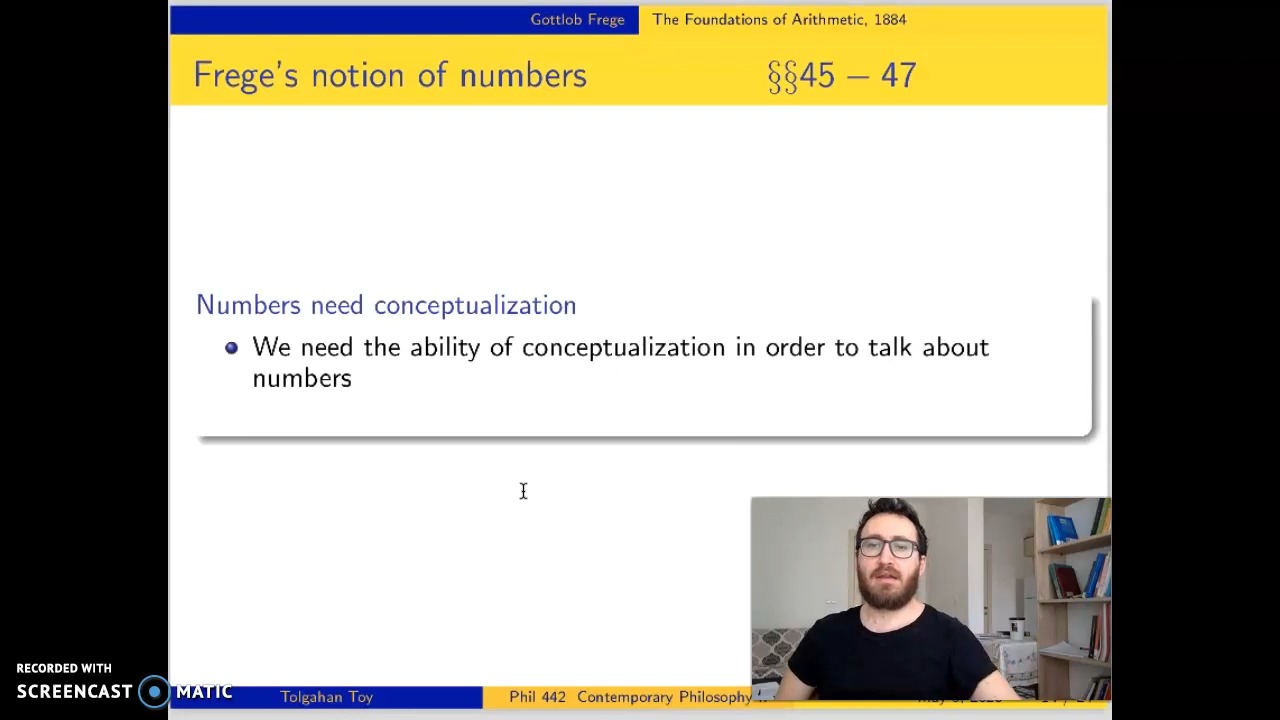 Gottlob Frege The Foundations of Arithmetic, 1884
Frege's notion of numbers §§45 – 47
Numbers need conceptualization
We need the ability of conceptualization in order to talk about
numbers
RECORDED WITH
SCREENCAST MATIC
Tolgahan Toy Phil 442 Contemporary Philosophy